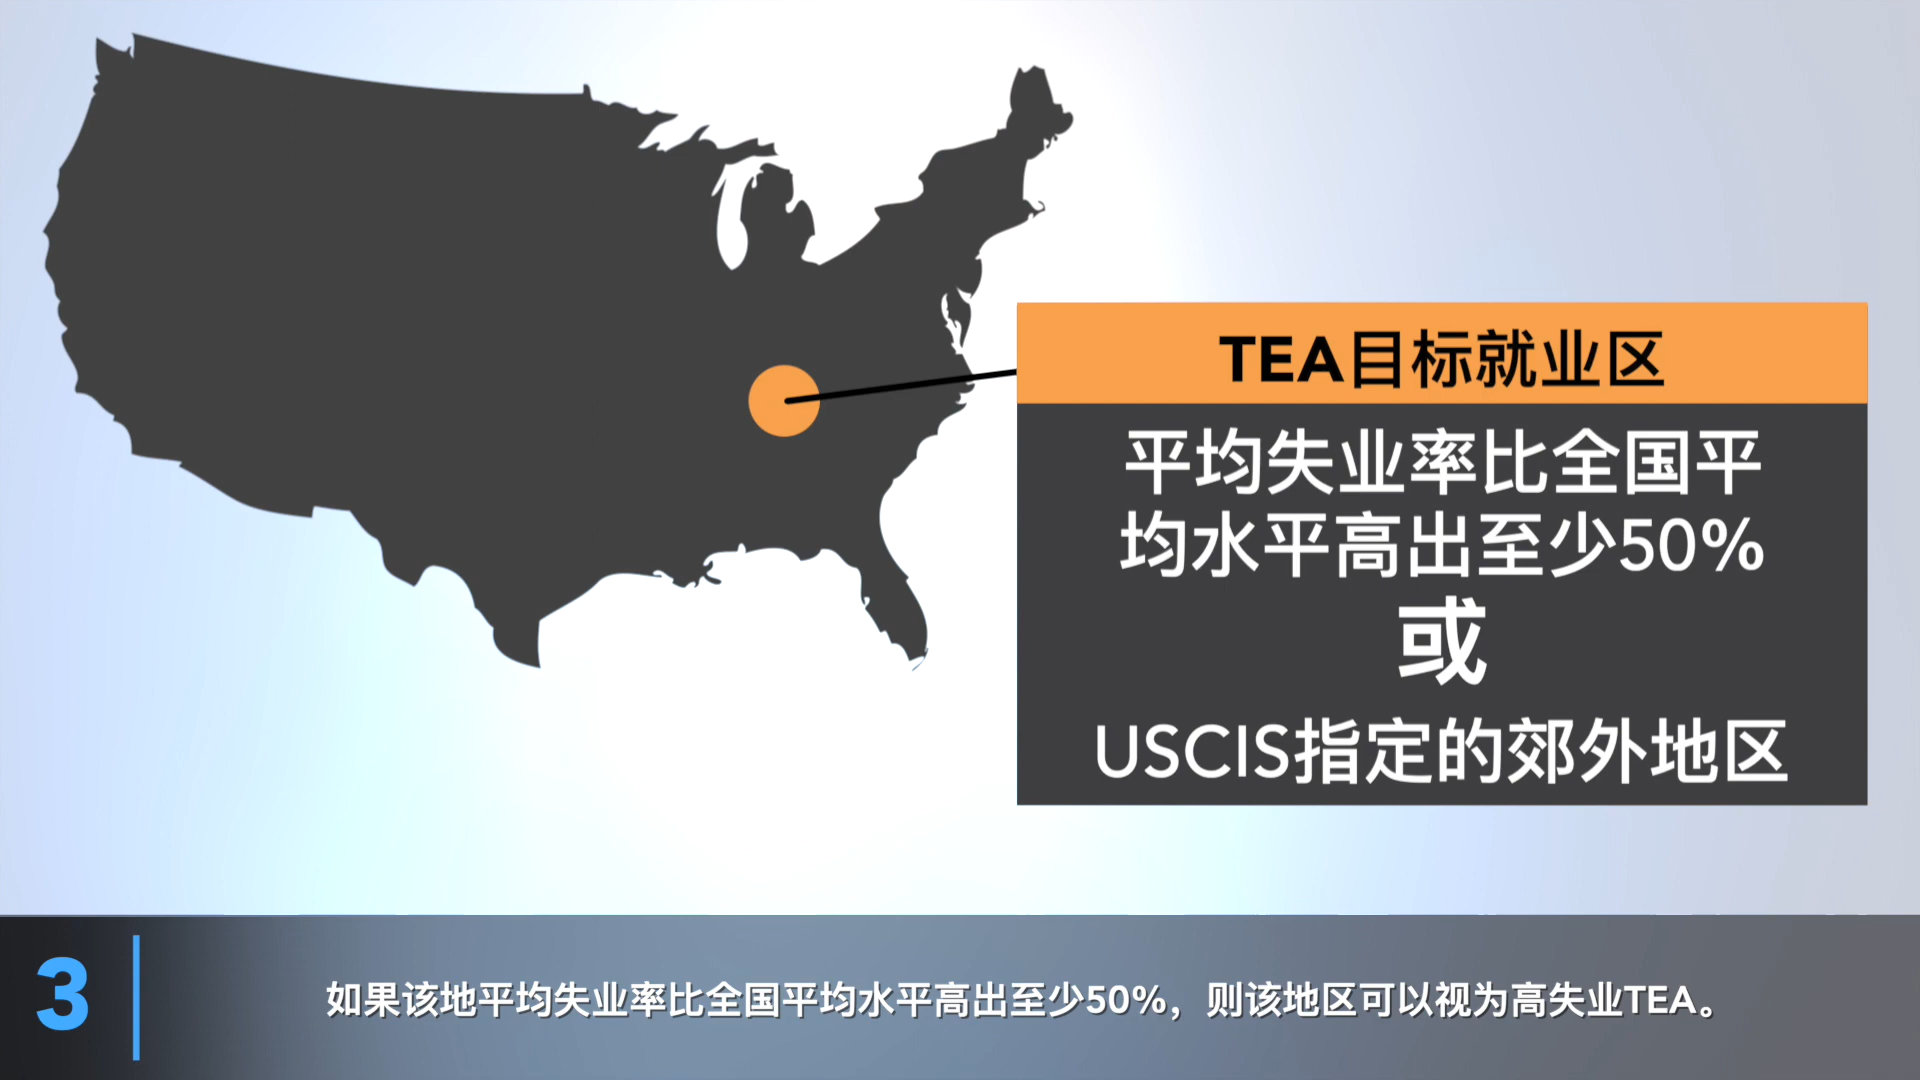 TEA目标就业区
平均失业率比全国平
均水平高出至少50%
或
USCIS指定的郊外地区
3
如果该地平均失业率比全国平均水平高出至少50%，则该地区可以视为高失业TEA。